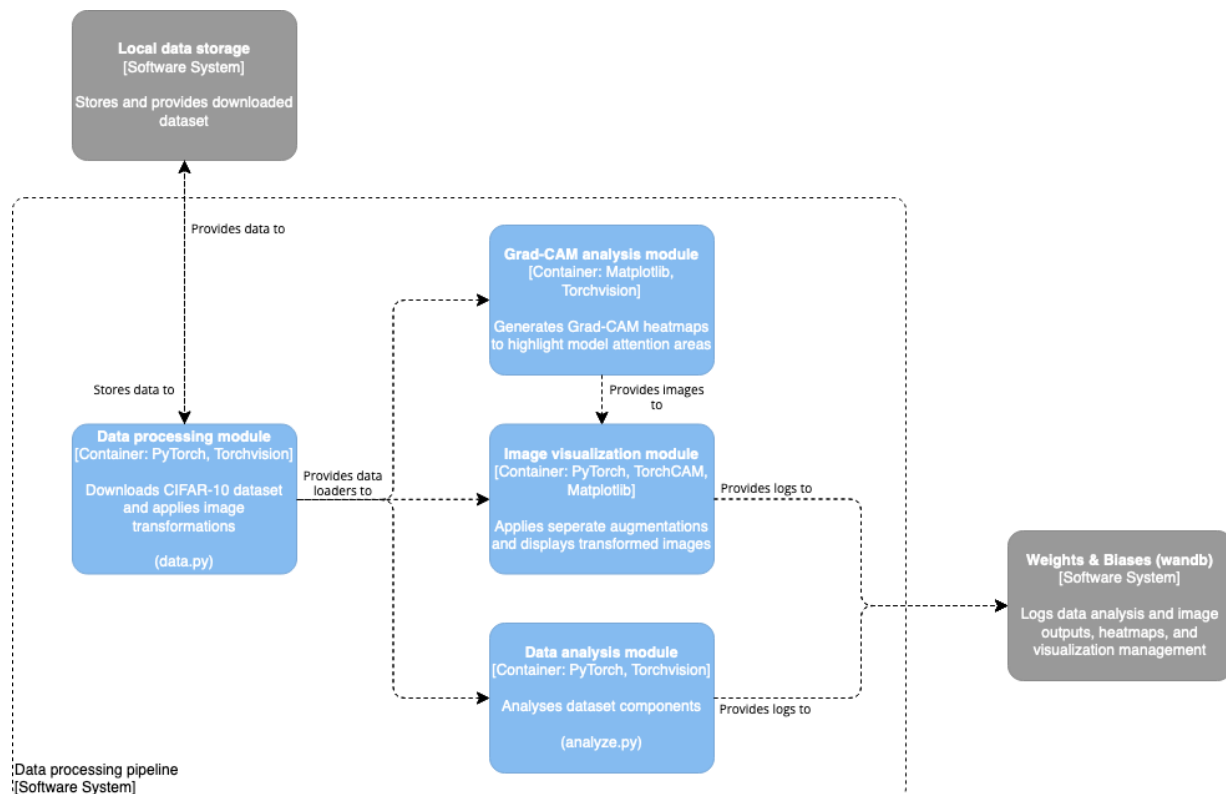 Local data storage
[Software System]
Stores and provides downloaded
dataset
Provides data to
Stores data to
Data processing module
[Container: PyTorch, Torchvision]
Downloads CIFAR-10 dataset
and applies image
transformations
(data.py)
Provides data
loaders to
Grad-CAM analysis module
[Container: Matplotlib,
Torchvision]
Generates Grad-CAM heatmaps
to highlight model attention areas
Provides images
to
Image visualization module
[Container: PyTorch, TorchCAM,
Matplotlib]
Applies seperate augmentations
and displays transformed images
Provides logs to
Data analysis module
[Container: PyTorch, Torchvision]
Analyses dataset components
(analyze.py)
Provides logs to
Weights & Biases (wandb)
[Software System]
Logs data analysis and image
outputs, heatmaps, and
visualization management
Data processing pipeline
[Software System]